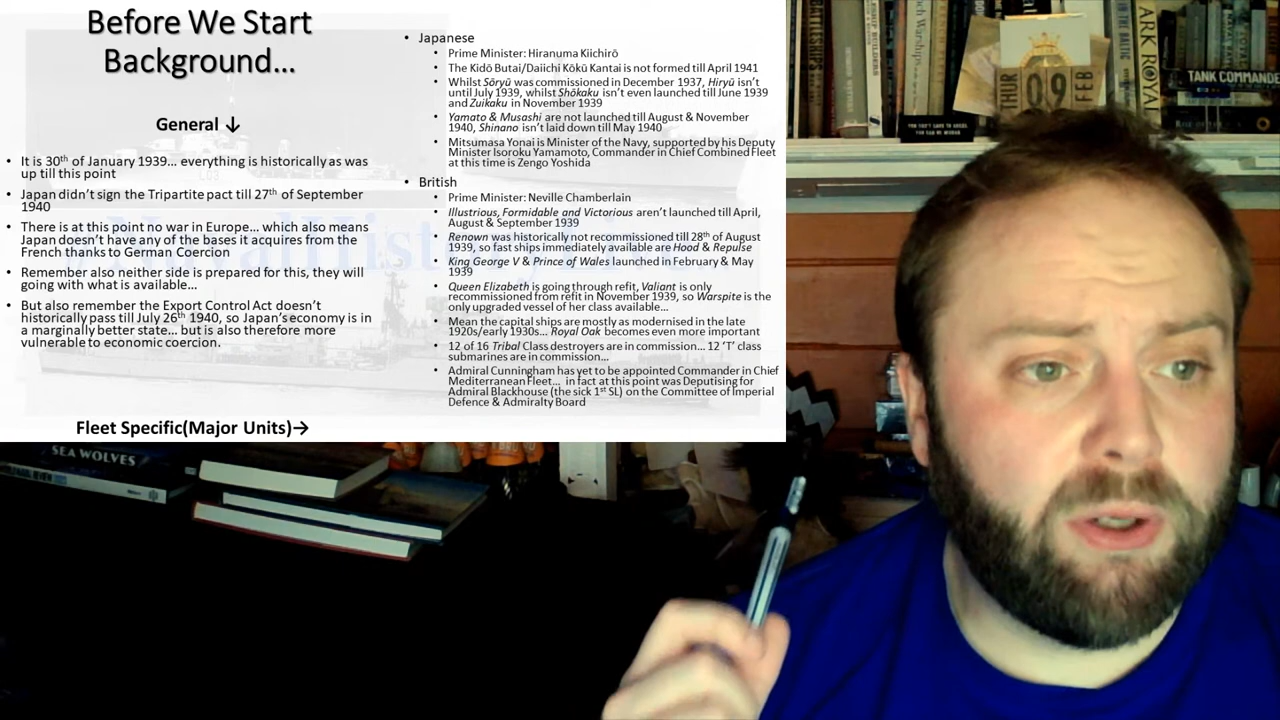 Before We Start
Background…
General ↓
• It is 30th of January 1939… everything is historically as was
up till this point
• Japan didn't sign the Tripartite pact till 27th of September
1940
• There is at this point no war in Europe… which also means
Japan doesn't have any of the bases it acquires from the
French thanks to German Coercion
• Remember also neither side is prepared for this, they will
going with what is available…
• But also remember the Export Control Act doesn't
historically pass till July 26th 1940, so Japan's economy is in
a marginally better state… but is also therefore more
vulnerable to economic coercion.
Fleet Specific(Major Units)→
• Japanese
• Prime Minister: Hiranuma Kiichirō
• The Kidō Butai/Daiichi Kōkū Kantai is not formed till April 1941
• Whilst Sōryū was commissioned in December 1937, Hiryū isn't
until July 1939, whilst Shōkaku isn't even launched till June 1939
and Zuikaku in November 1939
• Yamato & Musashi are not launched till August & November
1940, Shinano isn't laid down till May 1940
• Mitsumasa Yonai is Minister of the Navy, supported by his Deputy
Minister Isoroku Yamamoto, Commander in Chief Combined Fleet
at this time is Zengo Yoshida
• British
• Prime Minister: Neville Chamberlain
• Illustrious, Formidable and Victorious aren't launched till April,
August & September 1939
• Renown was historically not recommissioned till 28th of August
1939, so fast ships immediately available are Hood & Repulse
• King George V & Prince of Wales launched in February & May
1939
• Queen Elizabeth is going through refit, Valiant is only
recommissioned from refit in November 1939, so Warspite is the
only upgraded vessel of her class available…
• Mean the capital ships are mostly as modernised in the late
1920s/early 1930s… Royal Oak becomes even more important
• 12 of 16 Tribal Class destroyers are in commission… 12 'T' class
submarines are in commission…
• Admiral Cunningham has yet to be appointed Commander in Chief
Mediterranean Fleet… in fact at this point was Deputising for
Admiral Blackhouse (the sick 1st SL) on the Committee of Imperial
Defence & Admiralty Board
THUR
09
FEB
IN THE BALTIC
ARK ROYAL
TANK COMMANDE
SEA WOLVES